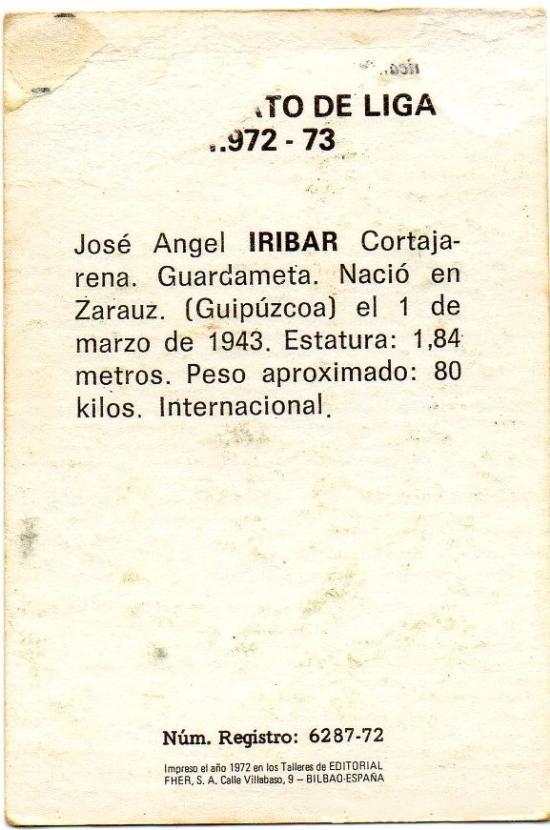 DE LIGA
1972 - 73
José Angel IRIBAR Cortaja-
rena. Guardameta. Nació en
Zarauz. (Guipúzcoa) el 1 de
marzo de 1943. Estatura: 1,84
metros. Peso aproximado: 80
kilos. Internacional.
Núm. Registro: 6287-72
Impreso el año 1972 en los Talleres de EDITORIAL
FHER, S. A. Calle Villabaso, 9 – BILBAO-ESPAÑA